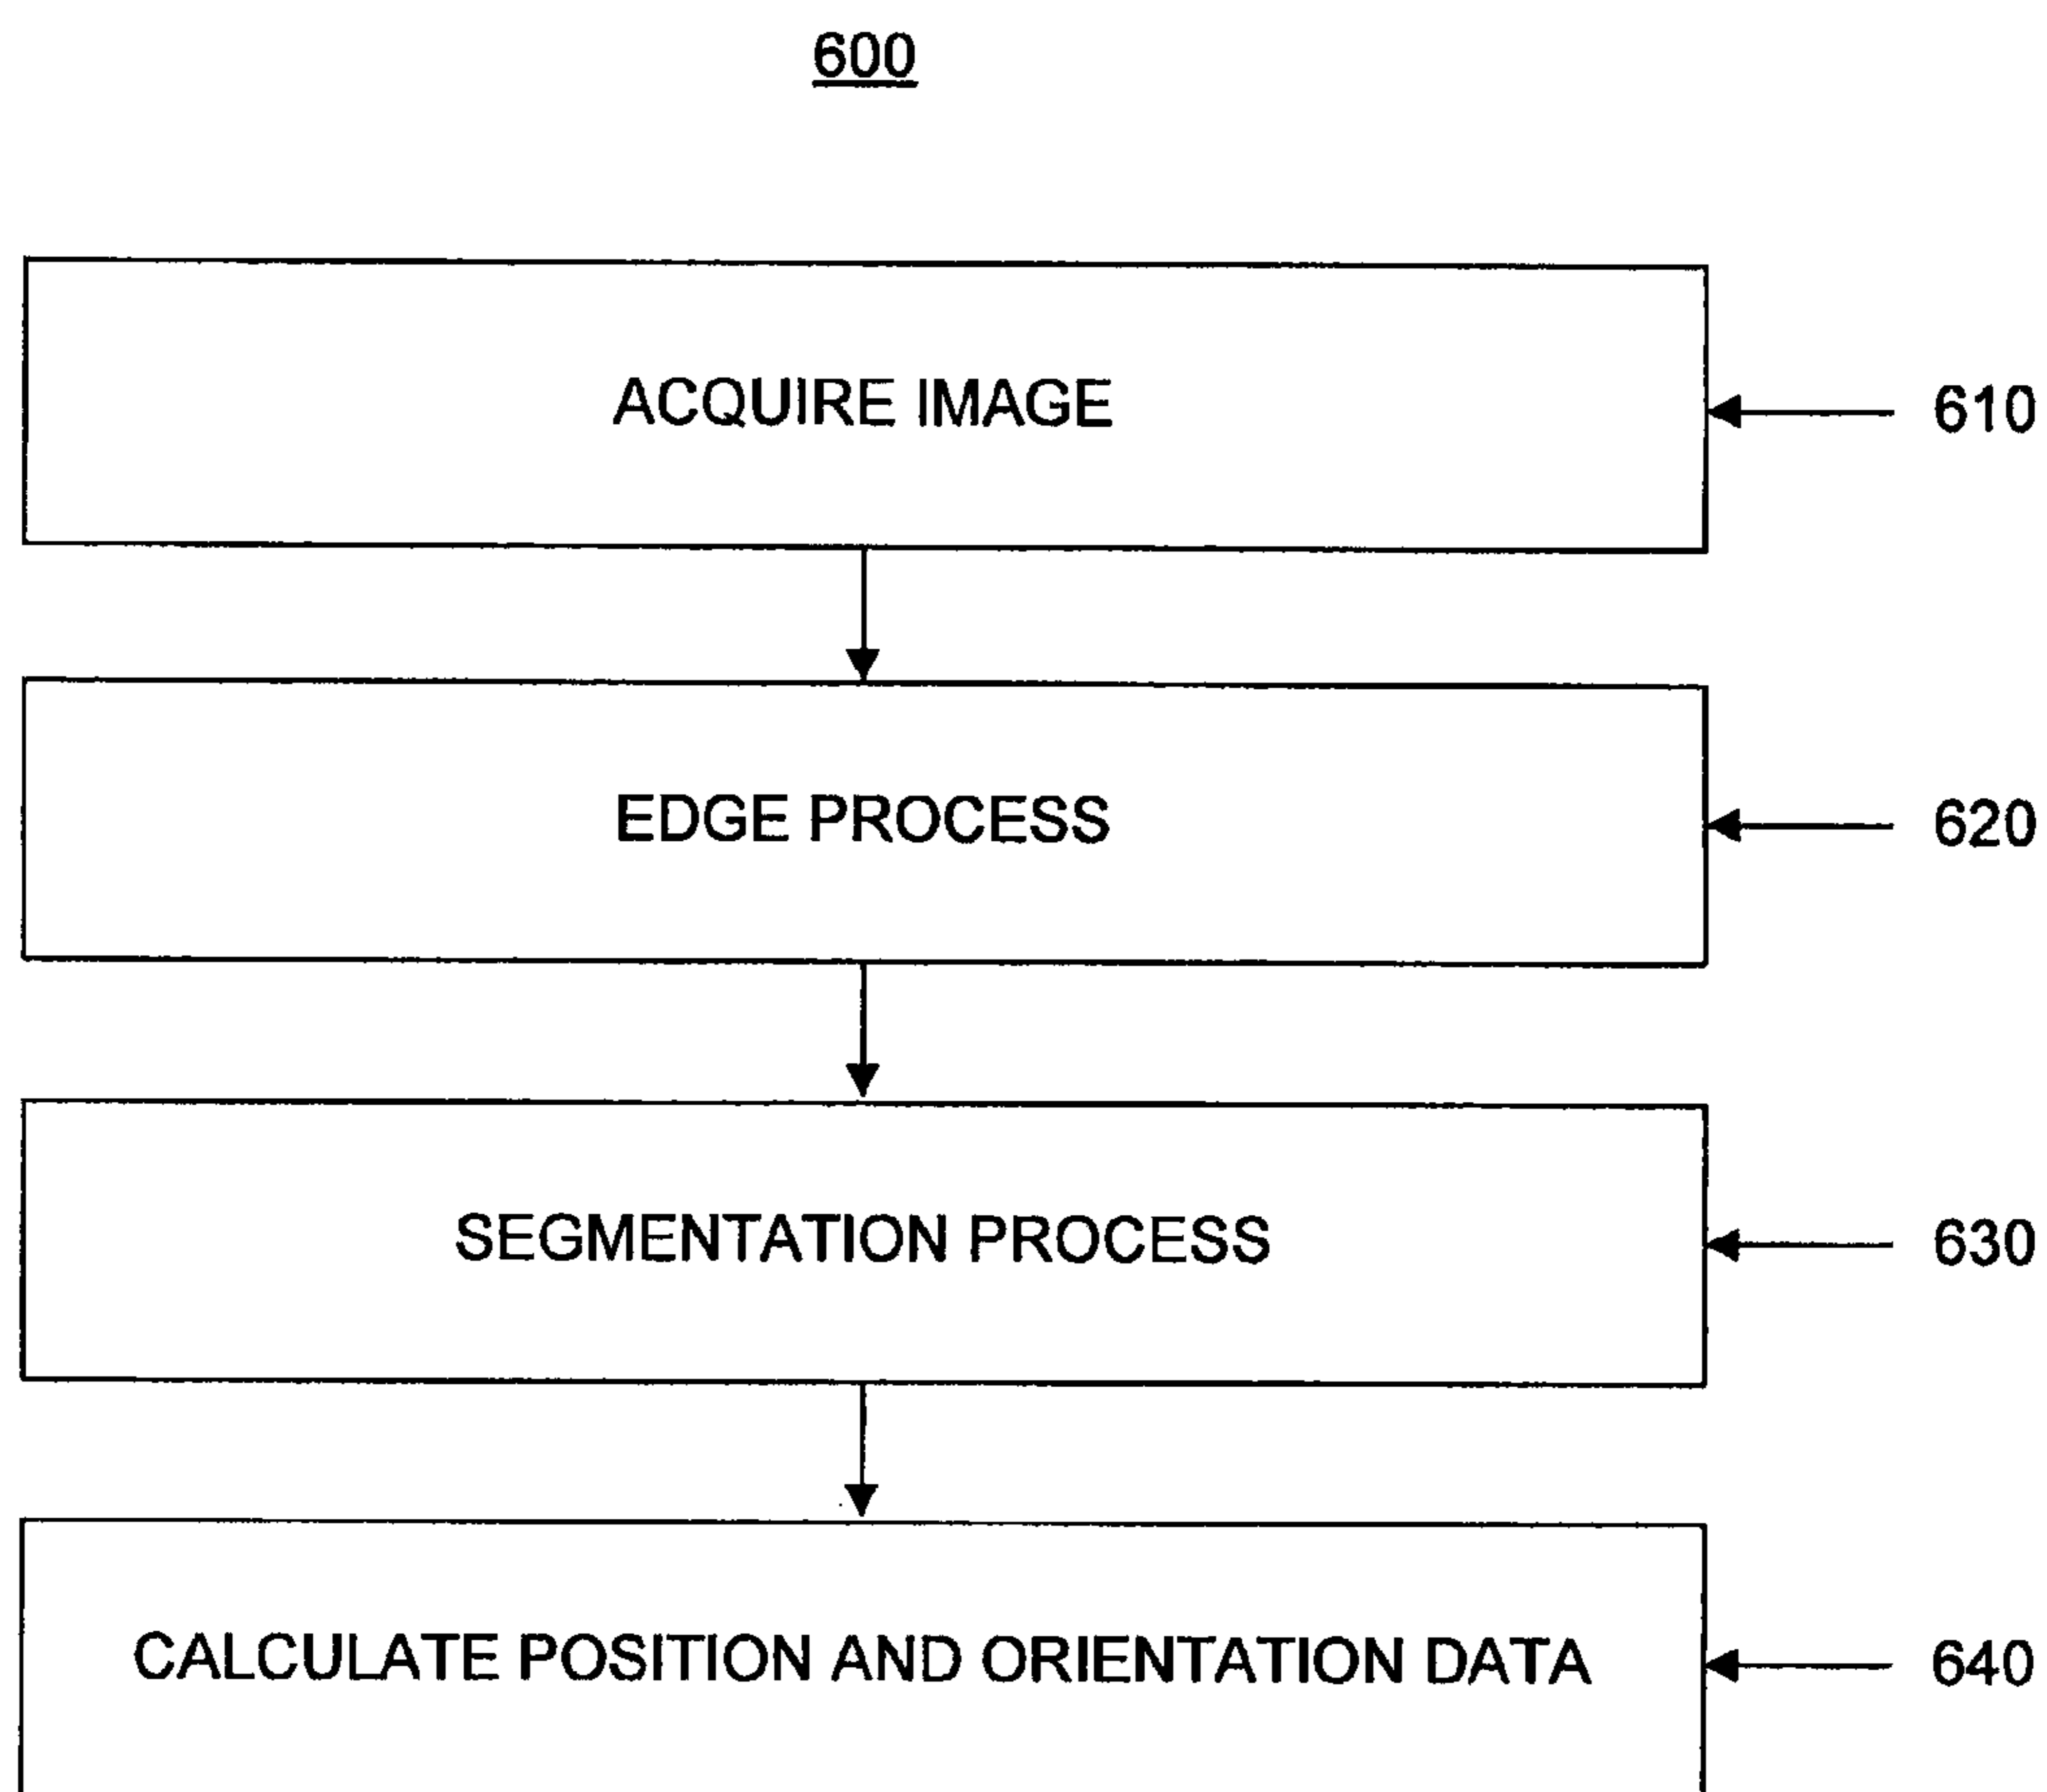 600
ACQUIRE IMAGE
610
EDGE PROCESS
620
SEGMENTATION PROCESS
630
CALCULATE POSITION AND ORIENTATION DATA
640